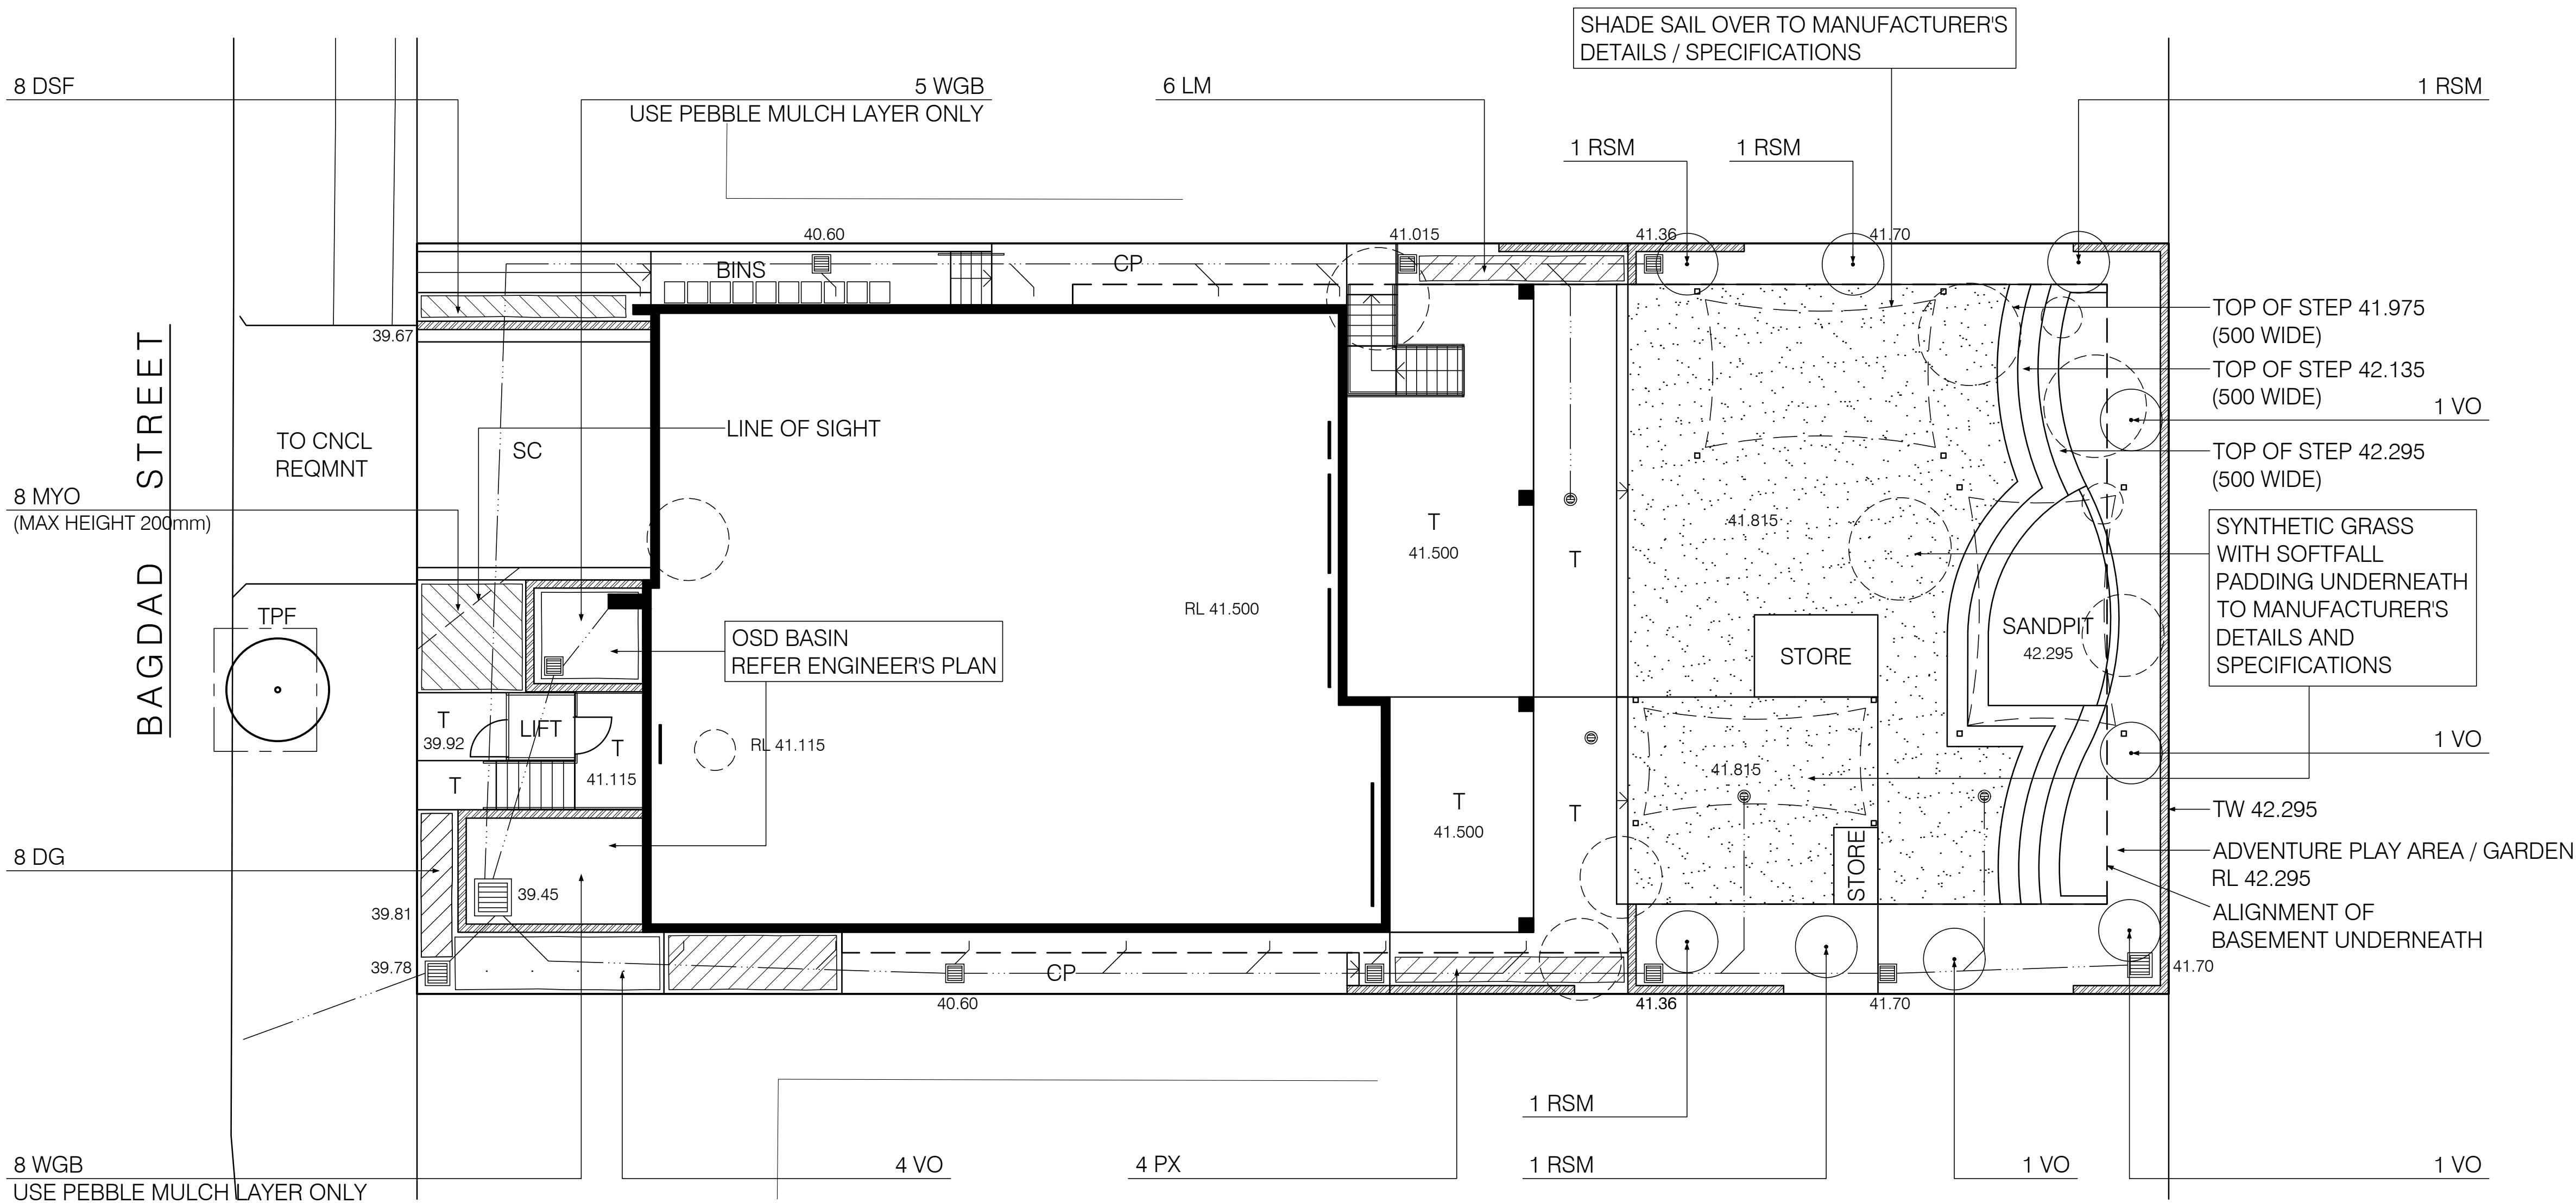 SHADE SAIL OVER TO MANUFACTURER'S
DETAILS / SPECIFICATIONS
8 DSF
5 WGB
USE PEBBLE MULCH LAYER ONLY
6 LM
1 RSM
1 RSM
1 RSM
40.60
41.015
41.36
41.70
BINS
CP
39.67
TOP OF STEP 41.975
(500 WIDE)
TOP OF STEP 42.135
(500 WIDE)
1 VO
TOP OF STEP 42.295
(500 WIDE)
BAGDAD STREET
TO CNCL
REQMNT
SC
LINE OF SIGHT
8 MYO
(MAX HEIGHT 200mm)
T
41.500
T
41.815
SYNTHETIC GRASS
WITH SOFTFALL
PADDING UNDERNEATH
TO MANUFACTURER'S
DETAILS AND
SPECIFICATIONS
TPF
RL 41.500
OSD BASIN
REFER ENGINEER'S PLAN
STORE
SANDPIT
42.295
T
39.92
LIFT
T
41.115
RL 41.115
T
1 VO
41.815
T
41.500
T
TW 42.295
STORE
8 DG
ADVENTURE PLAY AREA / GARDEN
RL 42.295
ALIGNMENT OF
BASEMENT UNDERNEATH
39.45
39.81
39.78
CP
40.60
41.36
41.70
41.70
1 RSM
8 WGB
USE PEBBLE MULCH LAYER ONLY
4 VO
4 PX
1 RSM
1 VO
1 VO